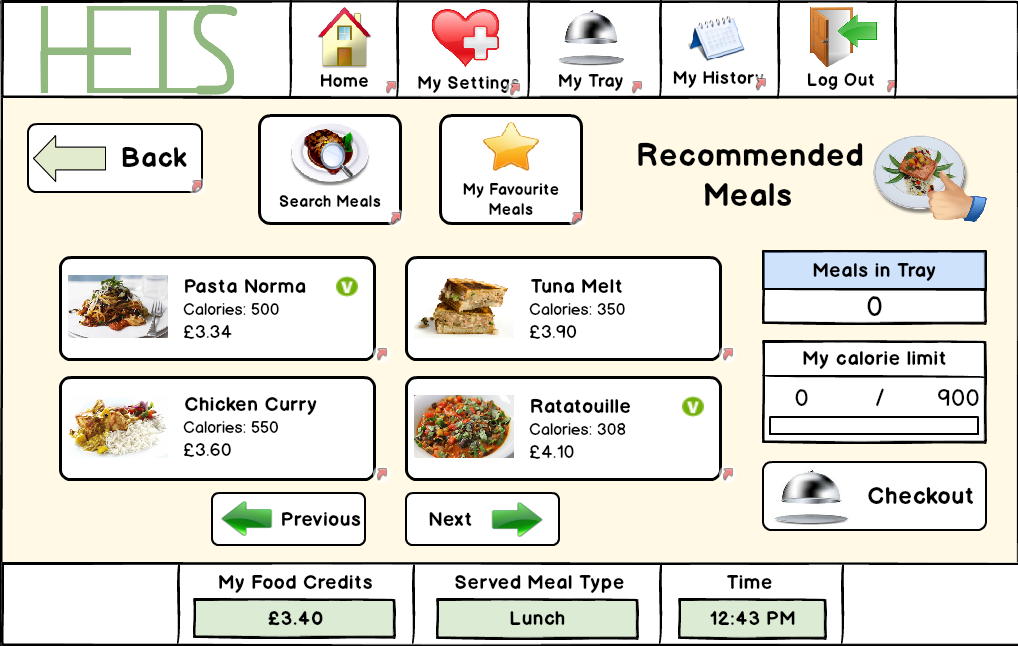 HETS
Home
My Settings
My Tray
My History
Log Out
Back
Search Meals
My Favourite
Meals
Recommended
Meals
Pasta Norma V
Calories: 500
£3.34
Tuna Melt
Calories: 350
£3.90
Meals in Tray
0
My calorie limit
0 / 900
Chicken Curry
Calories: 550
£3.60
Ratatouille V
Calories: 308
£4.10
Checkout
Previous
Next
My Food Credits
£3.40
Served Meal Type
Lunch
Time
12:43 PM